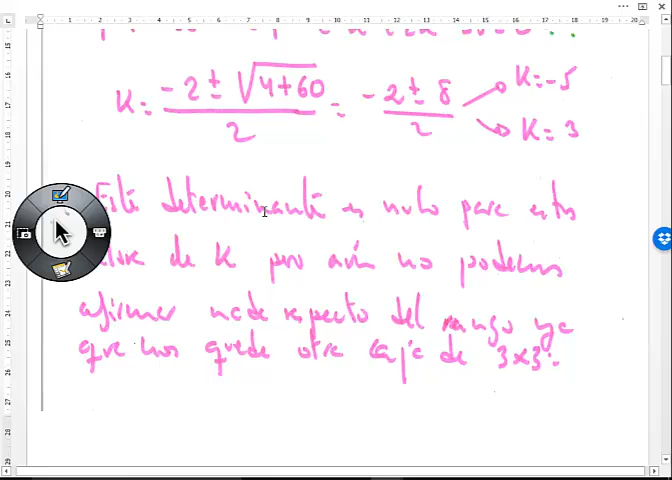 K = (-2 ± √(4+60)) / 2 = (-2 ± 8) / 2
K = -5
K = 3
Este determinante es nulo para estos
de K pero aún no podemos
afirmar nada respecto del rango ya
que nos queda otra caja de 3x3.